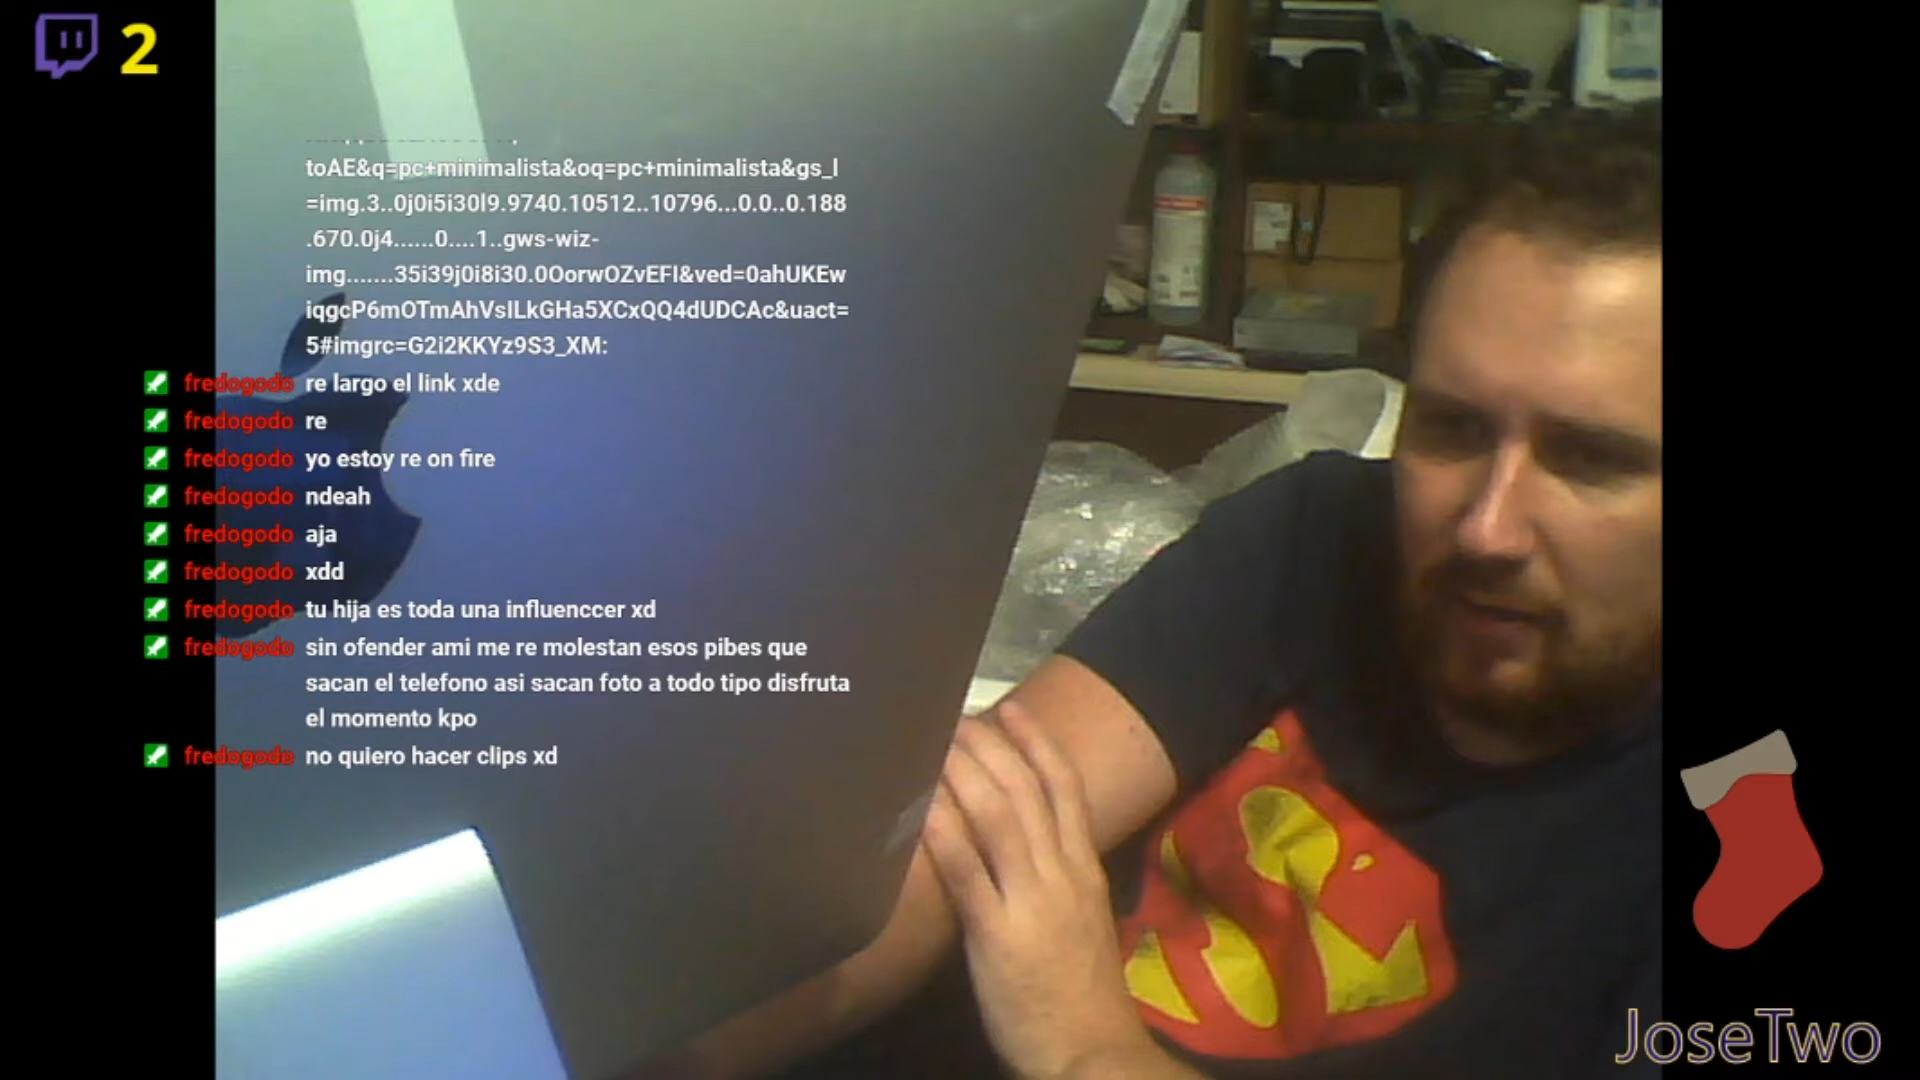 2
toAE&q=pc+minimalista&oq=pc+minimalista&gs_l
=img.3..0j0i5i30l9.9740.10512..10796...0.0..0.188
.670.0j4......0....1..gws-wiz-
img.......35i39j0i8i30.0OorwOZvEFI&ved=0ahUKEw
iqgcP6mOTmAhVsILkGHa5XCxQQ4dUDCAc&uact=
5#imgrc=G2i2KKYz9S3_XM:
fredogodo re largo el link xde
fredogodo re
fredogodo yo estoy re on fire
fredogodo ndeah
fredogodo aja
fredogodo xdd
fredogodo tu hija es toda una influenccer xd
fredogodo sin ofender ami me re molestan esos pibes que
sacan el telefono asi sacan foto a todo tipo disfruta
el momento kpo
fredogodo no quiero hacer clips xd
JoseTwo